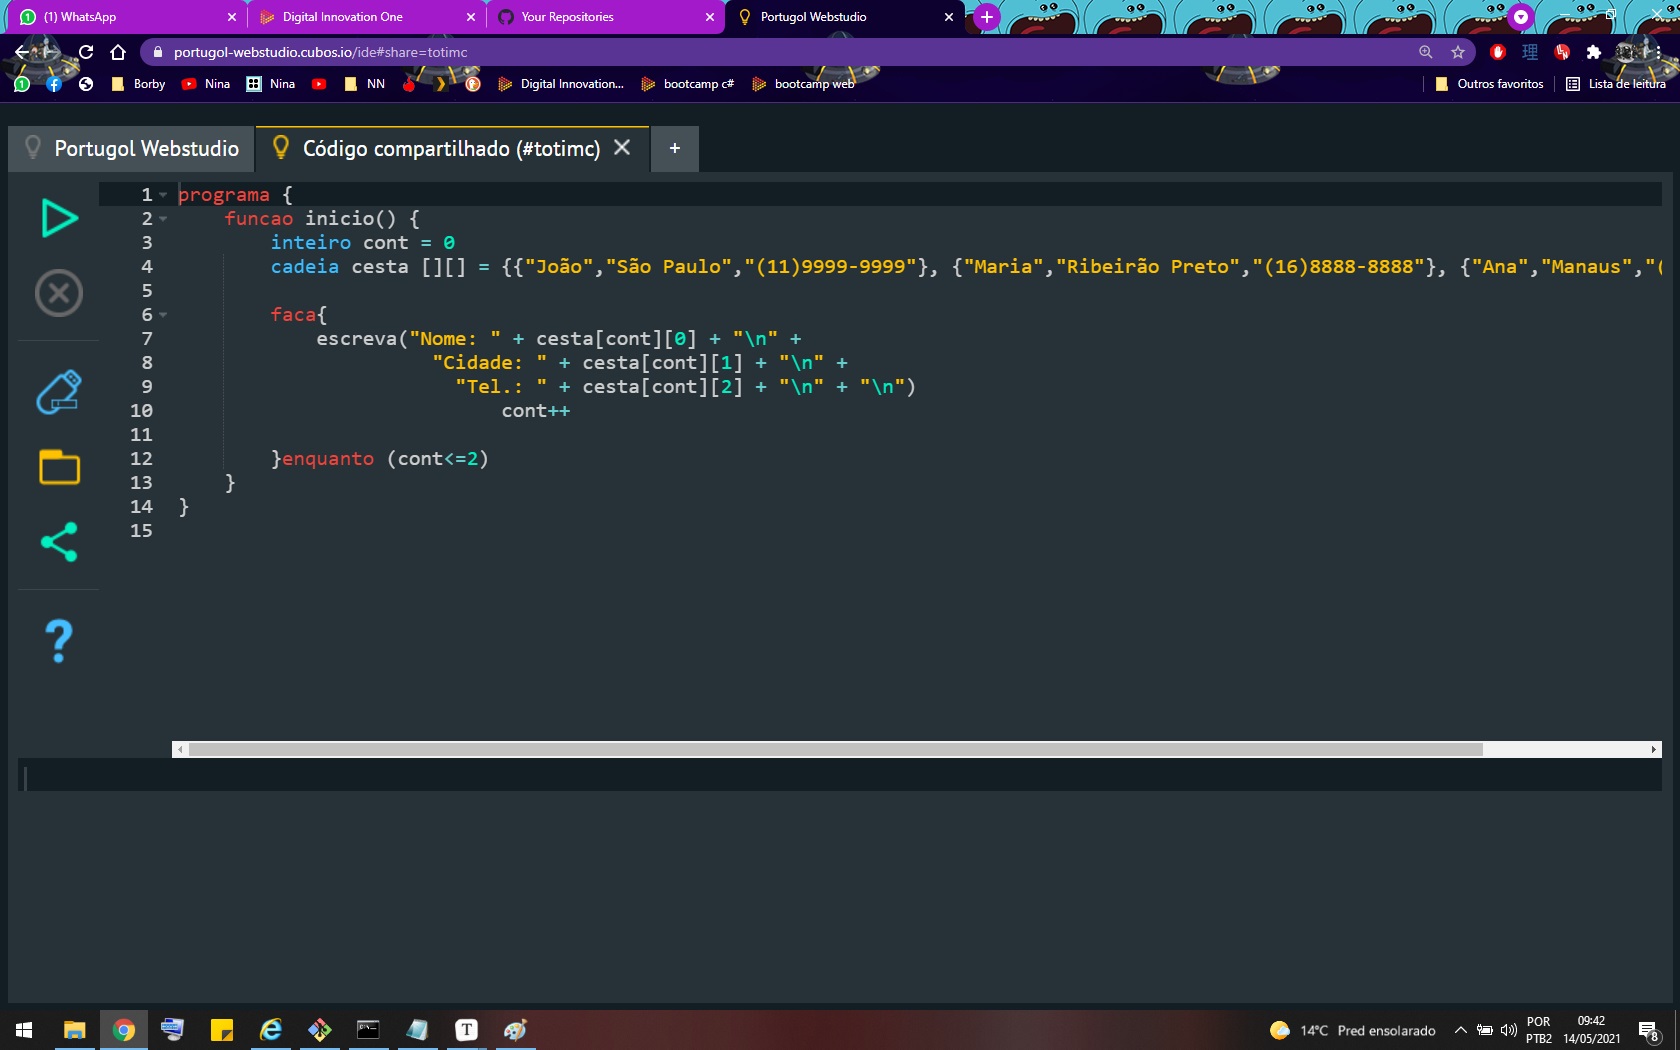 (1) WhatsApp
Digital Innovation One
Your Repositories
Portugol Webstudio
portugol-webstudio.cubos.io/ide#share=totimc
Borby
Nina
Nina
NN
Digital Innovation...
bootcamp c#
bootcamp web
Outros favoritos
Lista de leitura
Portugol Webstudio
Código compartilhado (#totimc)
+
1 programa {
2 funcao inicio() {
3 inteiro cont = 0
4 cadeia cesta [][] = {{"João","São Paulo","(11)9999-9999"}, {"Maria","Ribeirão Preto","(16)8888-8888"}, {"Ana","Manaus","(
5
6 faca{
7 escreva("Nome: " + cesta[cont][0] + "\n" +
8 "Cidade: " + cesta[cont][1] + "\n" +
9 "Tel.: " + cesta[cont][2] + "\n" + "\n")
10 cont++
11
12 }enquanto (cont<=2)
13 }
14 }
15
?
14°C Pred ensolarado
POR
PTB2
09:42
14/05/2021
8